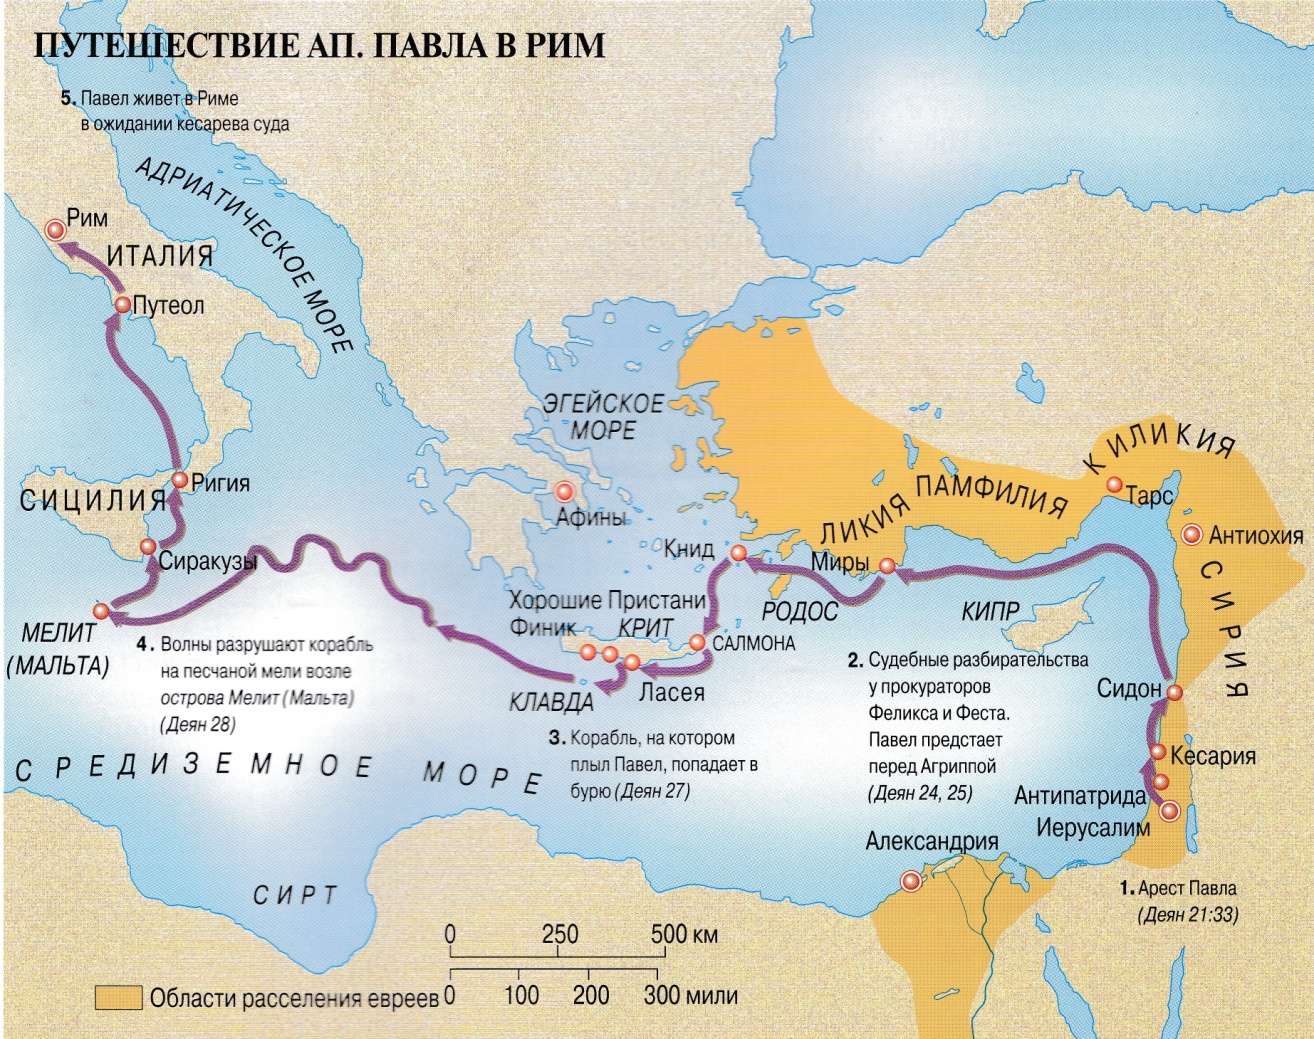 ПУТЕШЕСТВИЕ АП. ПАВЛА В РИМ
5. Павел живет в Риме
в ожидании кесарева суда
АДРИАТИЧЕСКОЕ МОРЕ
Рим
ИТАЛИЯ
Путеол
ЭГЕЙСКОЕ
МОРЕ
КИЛИКИЯ
СИЦИЛИЯ
Ригия
ПАМФИЛИЯ
Тарс
Афины
ЛИКИЯ
Антиохия
Сиракузы
Книд
Миры
СИРИЯ
Хорошие Пристани
Финик
КРИТ
РОДОС
КИПР
МЕЛИТ
(МАЛЬТА)
4. Волны разрушают корабль
на песчаной мели возле
острова Мелит (Мальта)
(Деян 28)
САЛМОНА
КЛАВДА
Ласея
2. Судебные разбирательства
у прокураторов
Феликса и Феста.
Павел предстает
перед Агриппой
(Деян 24, 25)
Сидон
3. Корабль, на котором
плыл Павел, попадает в
бурю (Деян 27)
Кесария
СРЕДИЗЕМНОЕ МОРЕ
Антипатрида
Иерусалим
Александрия
1. Арест Павла
(Деян 21:33)
СИРТ
0 250 500 км
Области расселения евреев
0 100 200 300 мили